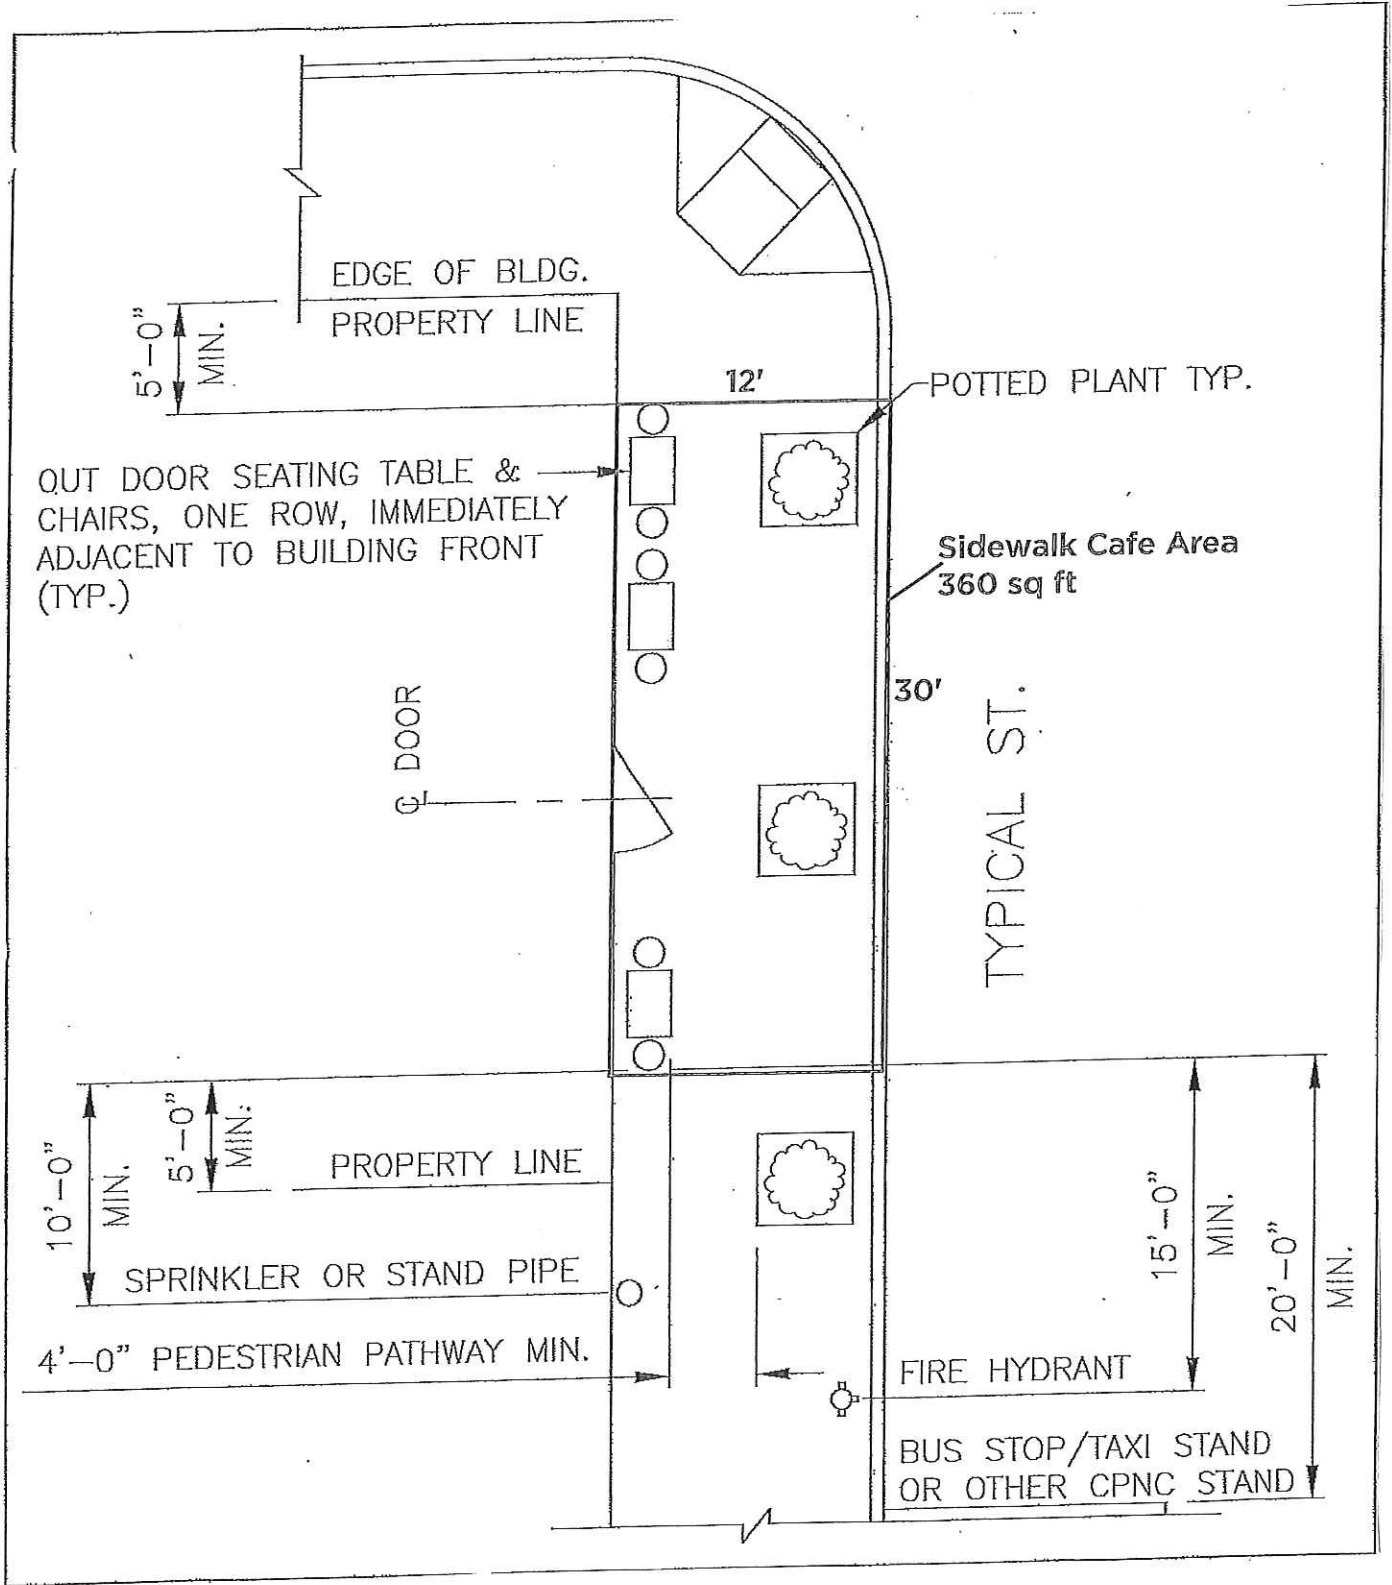 EDGE OF BLDG.
PROPERTY LINE
5'-0"
MIN.
12'
POTTED PLANT TYP.
OUT DOOR SEATING TABLE &
CHAIRS, ONE ROW, IMMEDIATELY
ADJACENT TO BUILDING FRONT
(TYP.)
Sidewalk Cafe Area
360 sq ft
30'
TYPICAL ST.
℄ DOOR
10'-0"
MIN.
5'-0"
MIN.
PROPERTY LINE
SPRINKLER OR STAND PIPE
4'-0" PEDESTRIAN PATHWAY MIN.
15'-0"
MIN.
20'-0"
MIN.
FIRE HYDRANT
BUS STOP/TAXI STAND
OR OTHER CPNC STAND